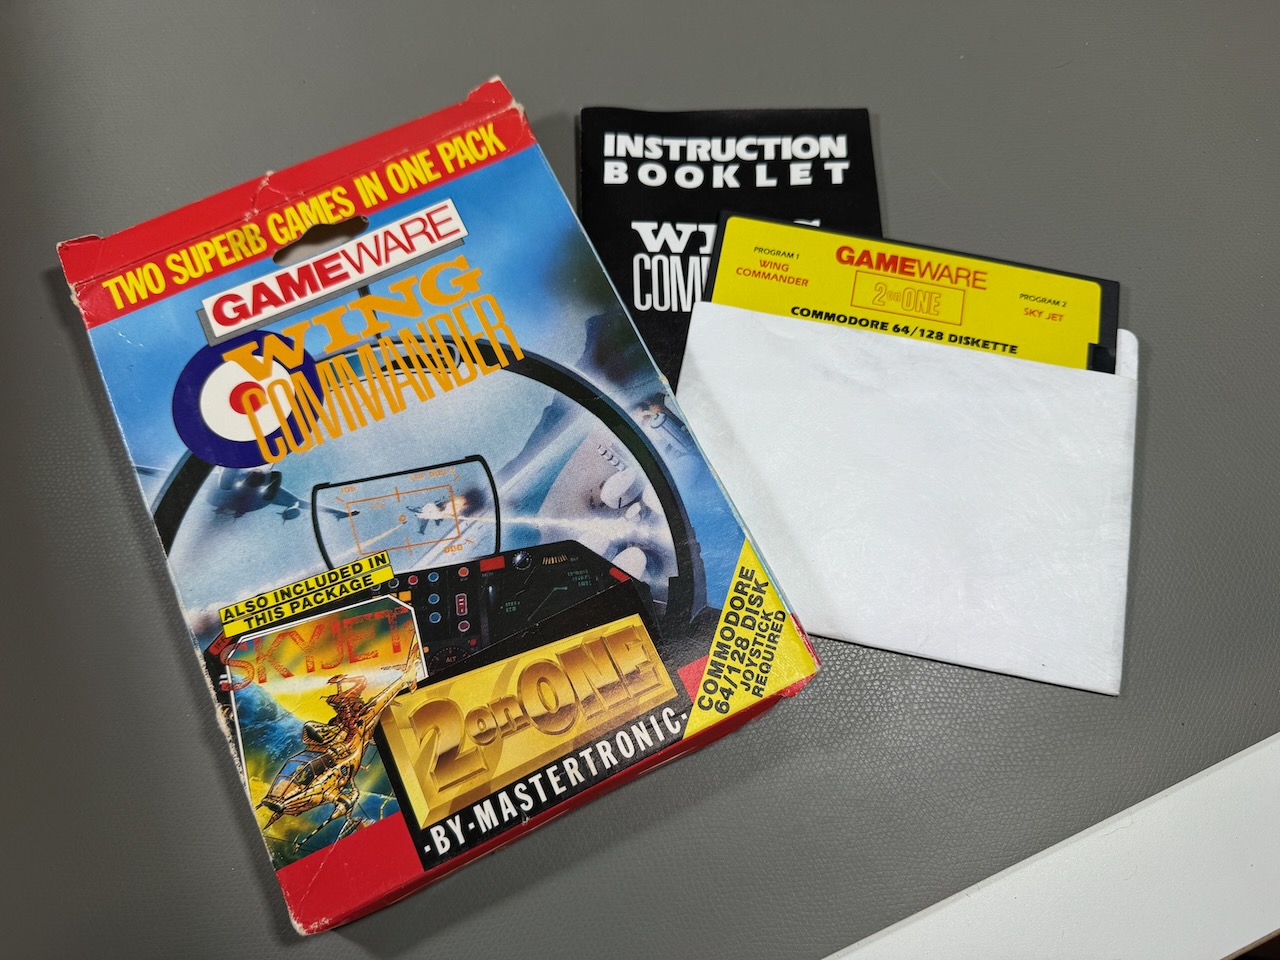 TWO SUPERB GAMES IN ONE PACK
GAMEWARE
WING
COMMANDER
ALSO INCLUDED IN
THIS PACKAGE
SKYJET
2 on ONE
·BY·MASTERTRONIC·
COMMODORE
64/128 DISK
JOYSTICK
REQUIRED
ALT
INSTRUCTION
BOOKLET
PROGRAM 1
WING
COMMANDER
GAMEWARE
2 on ONE
PROGRAM 2
SKY JET
COMMODORE 64/128 DISKETTE